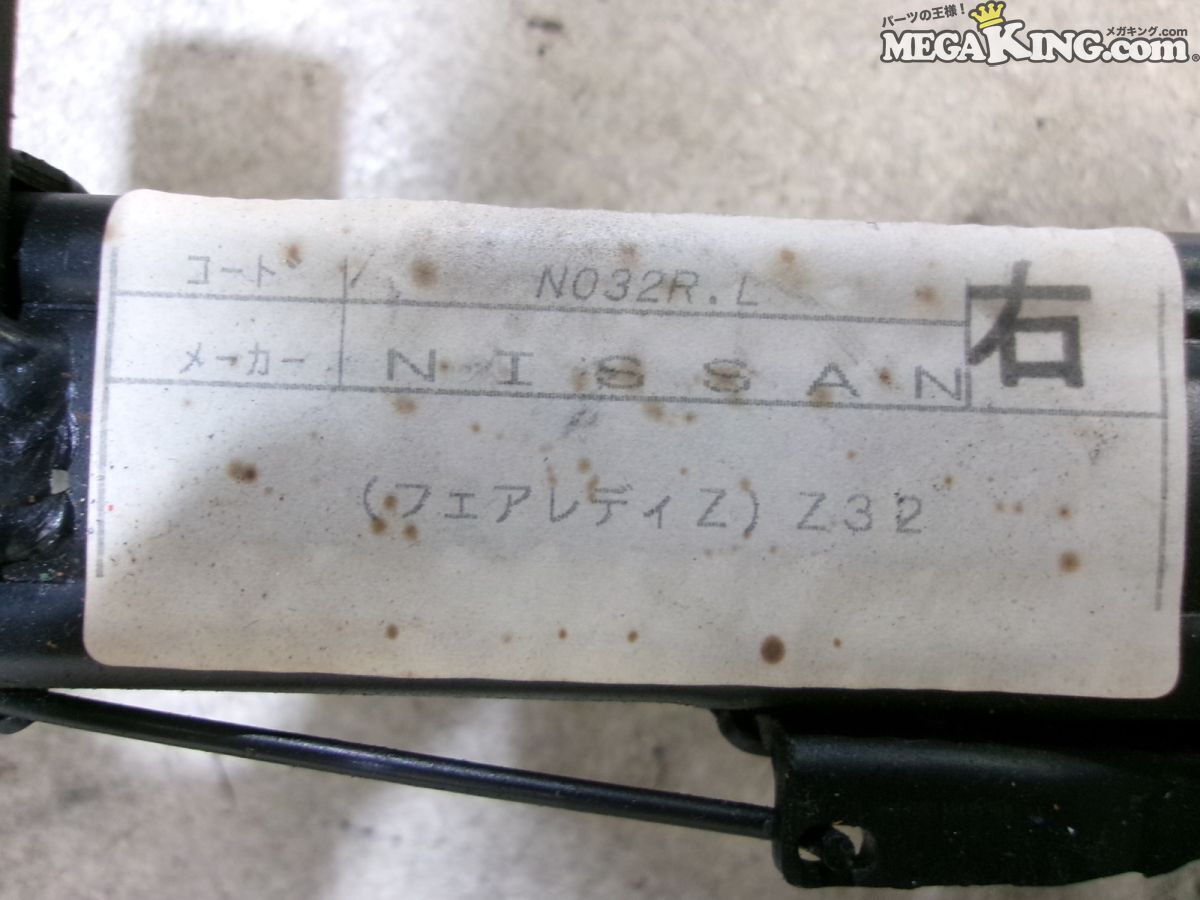 パーツの王様！
メガキング.com
MEGAKING.com®
コード N032R.L
右
メーカー NISSAN
(フェアレディZ) Z32